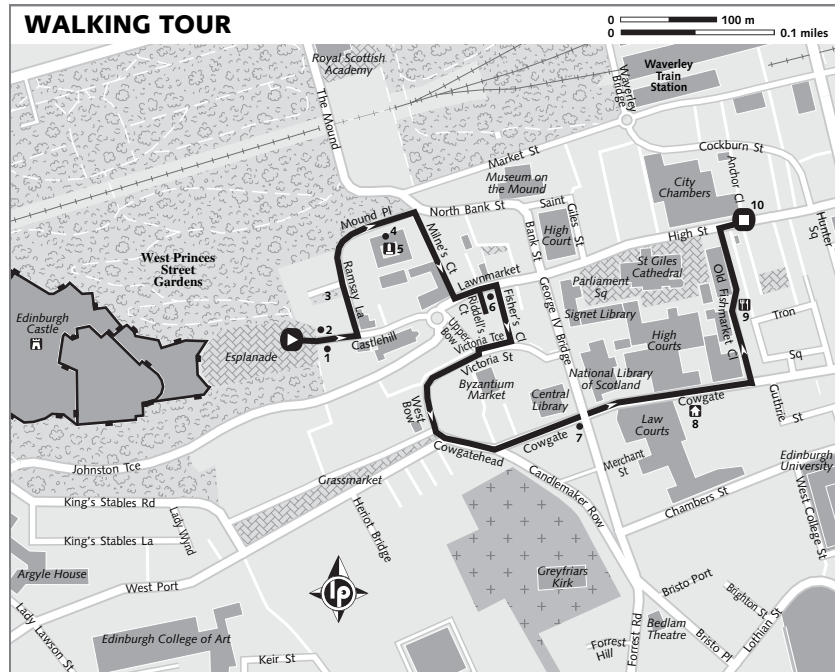 WALKING TOUR
0 100 m
0 0.1 miles
Royal Scottish
Academy
The Mound
Waverley
Bridge
Waverley
Train
Station
Market St
Cockburn St
Museum on
the Mound
City
Chambers
Anchor Cl
10
Mound Pl
North Bank St
Saint
Giles St
High
Court
Bank St
High St
Hunter
Sq
4
5
Milne's Ct
West Princes
Street
Gardens
Ramsay La
3
Lawnmarket
St Giles
Cathedral
Parliament
Sq
Old Fishmarket Cl
Edinburgh
Castle
2
1
Esplanade
Castlehill
Upper
Bow
Riddell's
Ct
6
Fisher's Cl
George IV Bridge
Signet Library
High
Courts
9
Tron
Sq
Victoria Tce
Victoria St
Byzantium
Market
National Library
of Scotland
Central
Library
West Bow
Cowgate
8
Guthrie St
Law
Courts
Cowgate
7
Cowgatehead
Johnston Tce
Grassmarket
Candlemaker Row
Merchant
St
Chambers St
Edinburgh
University
West College St
King's Stables Rd
Lady
Wynd
King's Stables La
Heriot Bridge
Argyle House
West Port
lp
Greyfriars
Kirk
Bristo Port
Brighton St
Lothian St
Lady Lawson St
Edinburgh College of Art
Keir St
Forrest
Hill
Forrest Rd
Bedlam
Theatre
Bristo Pl